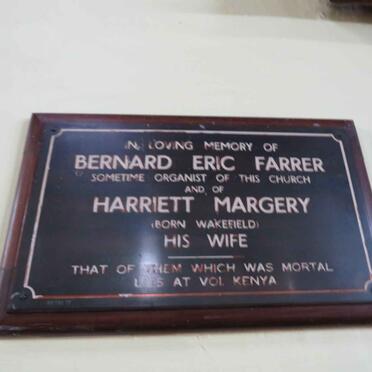 IN LOVING MEMORY OF
BERNARD ERIC FARRER
SOMETIME ORGANIST OF THIS CHURCH
AND OF
HARRIETT MARGERY
(BORN WAKEFIELD)
HIS WIFE
THAT OF THEM WHICH WAS MORTAL
LIES AT VOI, KENYA